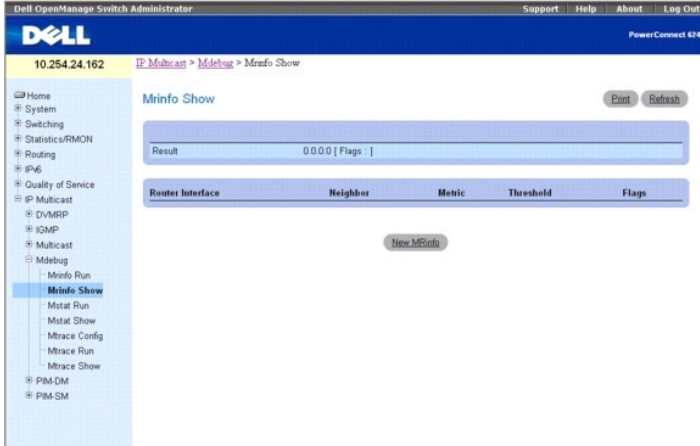 Dell OpenManage Switch Administrator Support Help About Log Out
DELL
PowerConnect 624
10.254.24.162
IP Multicast > Mdebug > Mrinfo Show
Home
System
Switching
Statistics/RMON
Routing
IPv6
Quality of Service
IP Multicast
DVMRP
IGMP
Multicast
Mdebug
Mrinfo Run
Mrinfo Show
Mstat Run
Mstat Show
Mtrace Config
Mtrace Run
Mtrace Show
PIM-DM
PIM-SM
Mrinfo Show
Print Refresh
Result 0.0.0.0 [ Flags : ]
Router Interface Neighbor Metric Threshold Flags
New MRinfo